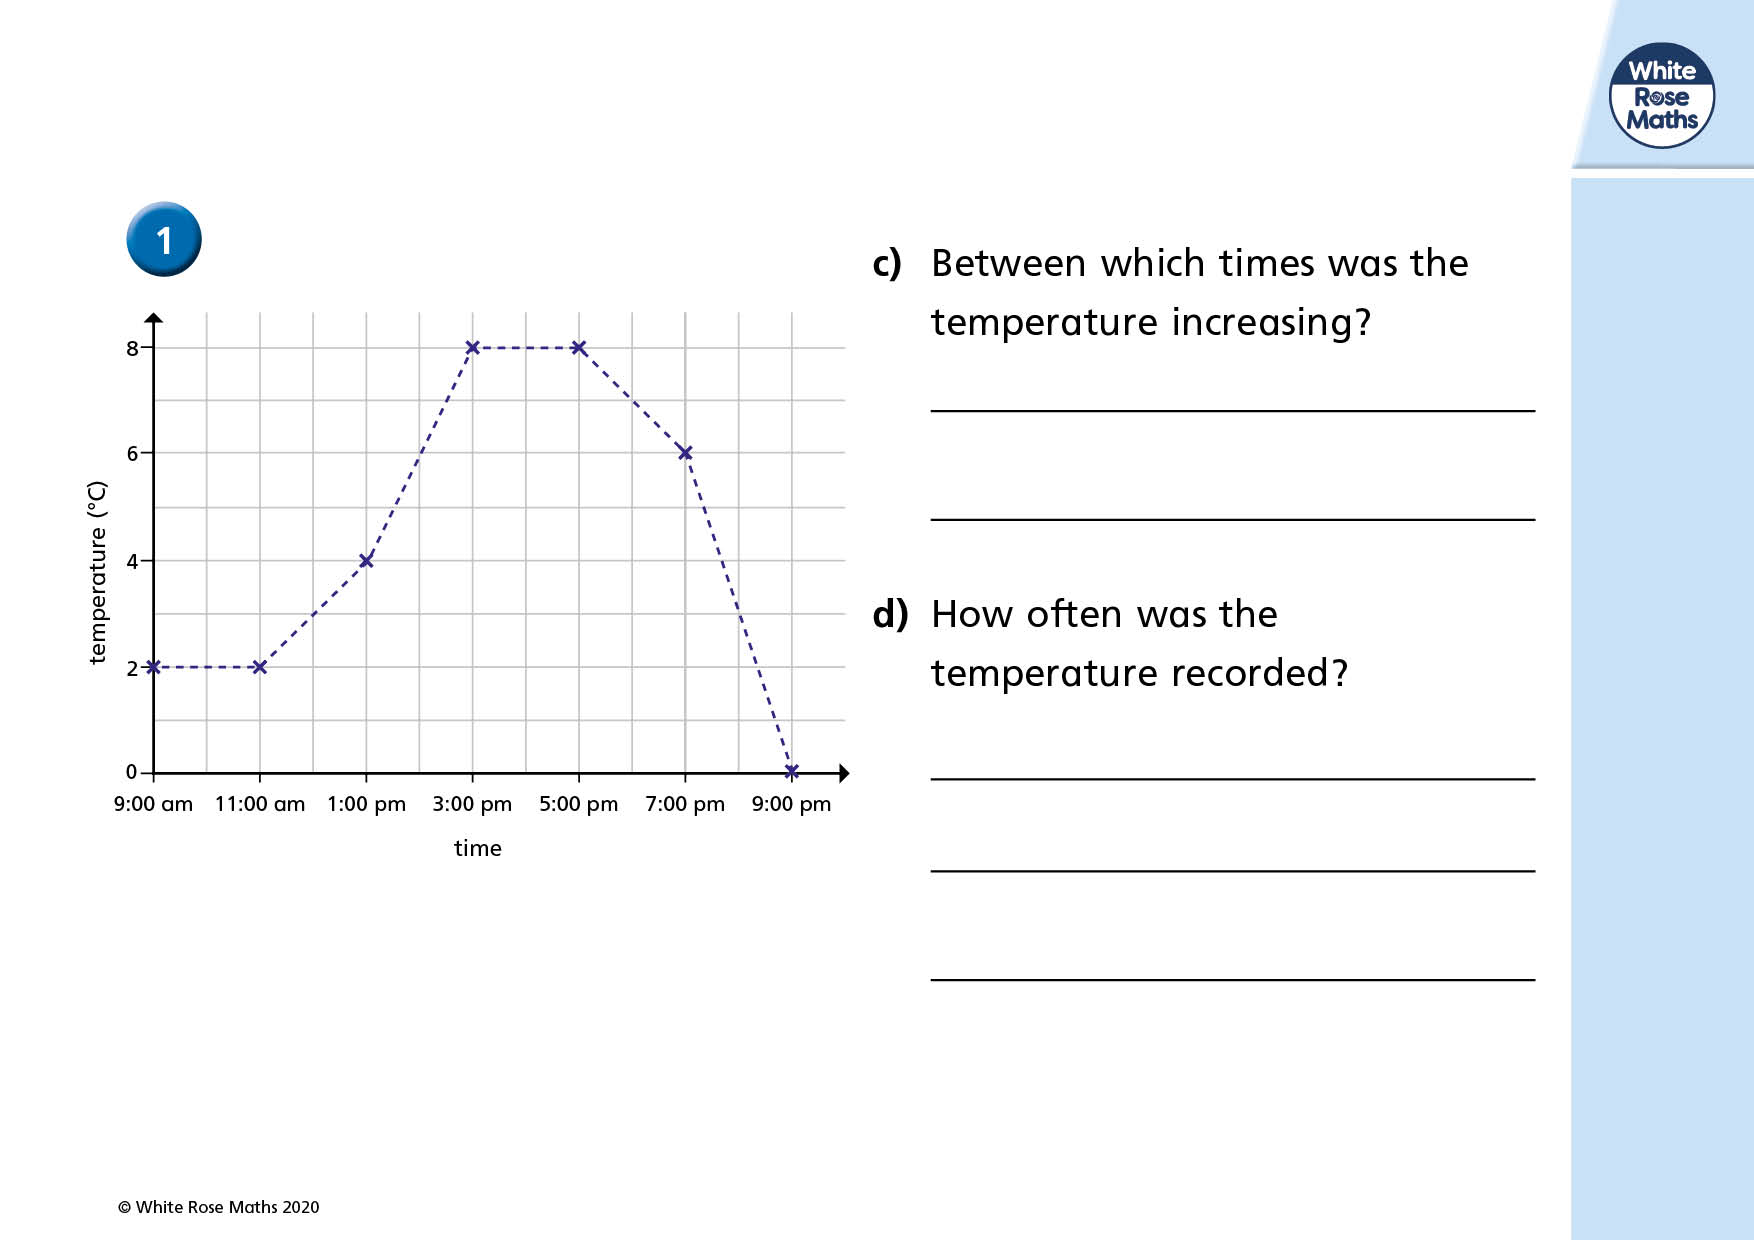 White
Rose
Maths
1
8
6
4
2
0
temperature (°C)
9:00 am 11:00 am 1:00 pm 3:00 pm 5:00 pm 7:00 pm 9:00 pm
time
c) Between which times was the
temperature increasing?
d) How often was the
temperature recorded?
© White Rose Maths 2020